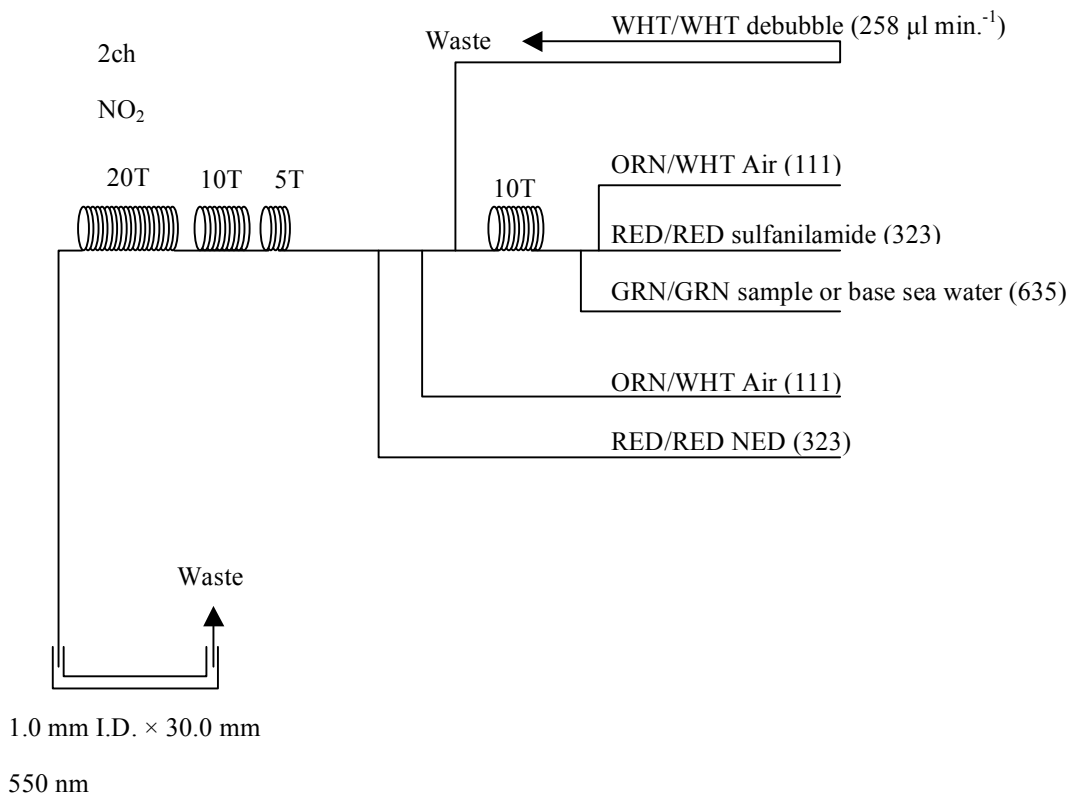 WHT/WHT debubble (258 μl min.-1)
Waste
2ch
NO2
20T
10T
5T
10T
ORN/WHT Air (111)
RED/RED sulfanilamide (323)
GRN/GRN sample or base sea water (635)
ORN/WHT Air (111)
RED/RED NED (323)
Waste
1.0 mm I.D. × 30.0 mm
550 nm